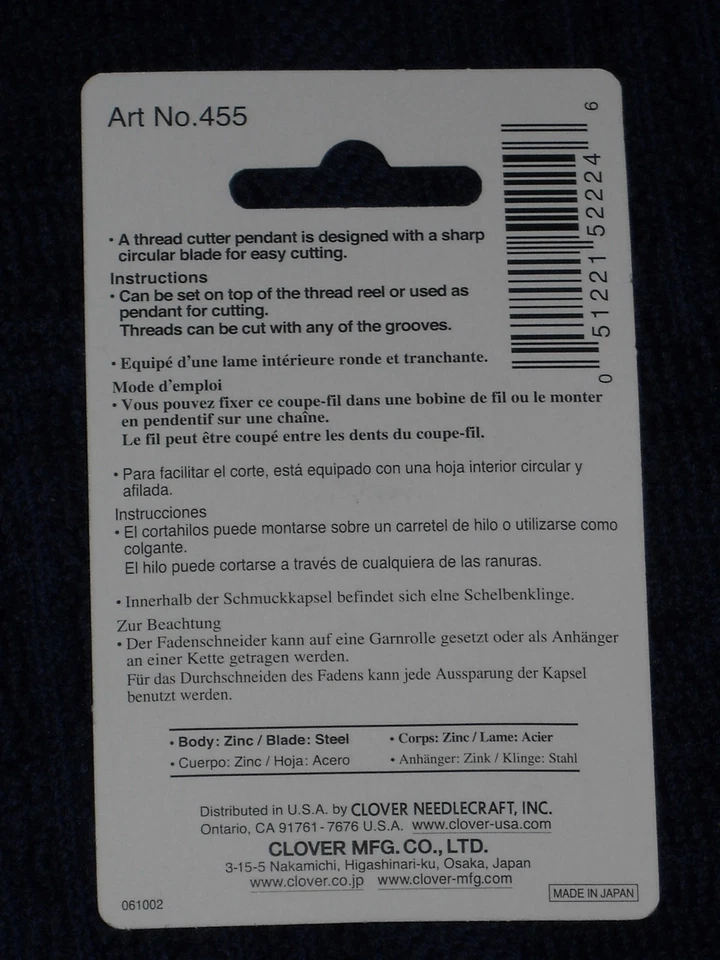 Art No.455
0 51221 52224 6
• A thread cutter pendant is designed with a sharp
circular blade for easy cutting.
Instructions
• Can be set on top of the thread reel or used as
pendant for cutting.
Threads can be cut with any of the grooves.
• Equipé d'une lame intérieure ronde et tranchante.
Mode d'emploi
• Vous pouvez fixer ce coupe-fil dans une bobine de fil ou le monter
en pendentif sur une chaîne.
Le fil peut être coupé entre les dents du coupe-fil.
• Para facilitar el corte, está equipado con una hoja interior circular y
afilada.
Instrucciones
• El cortahilos puede montarse sobre un carretel de hilo o utilizarse como
colgante.
El hilo puede cortarse a través de cualquiera de las ranuras.
• Innerhalb der Schmuckkapsel befindet sich elne Schelbenklinge.
Zur Beachtung
• Der Fadenschneider kann auf eine Garnrolle gesetzt oder als Anhänger
an einer Kette getragen werden.
Für das Durchschneiden des Fadens kann jede Aussparung der Kapsel
benutzt werden.
• Body: Zinc / Blade: Steel • Corps: Zinc / Lame: Acier
• Cuerpo: Zinc / Hoja: Acero • Anhänger: Zink / Klinge: Stahl
Distributed in U.S.A. by CLOVER NEEDLECRAFT, INC.
Ontario, CA 91761-7676 U.S.A. www.clover-usa.com
CLOVER MFG. CO., LTD.
3-15-5 Nakamichi, Higashinari-ku, Osaka, Japan
www.clover.co.jp www.clover-mfg.com
061002 MADE IN JAPAN